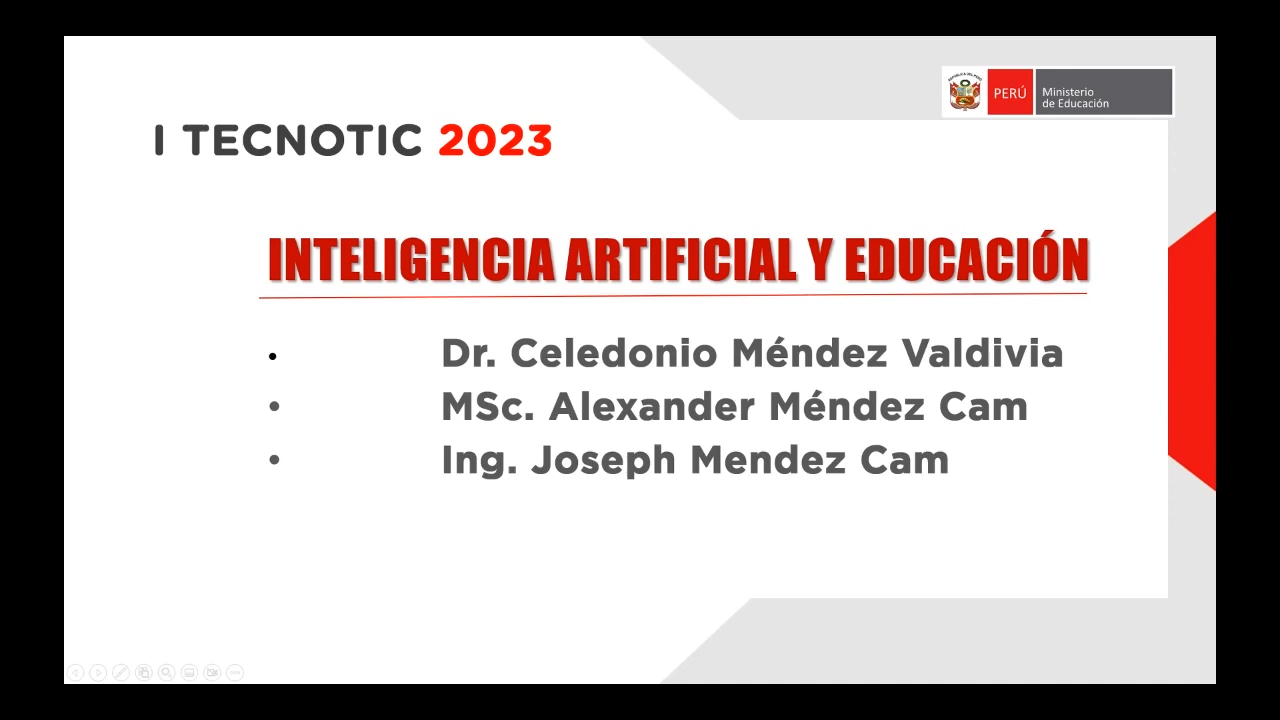 PERÚ
Ministerio
de Educación
I TECNOTIC 2023
INTELIGENCIA ARTIFICIAL Y EDUCACIÓN
• Dr. Celedonio Méndez Valdivia
• MSc. Alexander Méndez Cam
• Ing. Joseph Mendez Cam